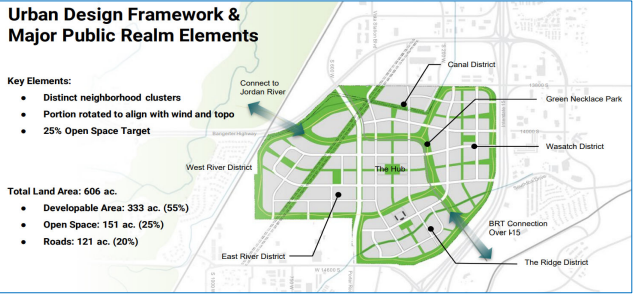 Urban Design Framework &
Major Public Realm Elements
Key Elements:
● Distinct neighborhood clusters
● Portion rotated to align with wind and topo
● 25% Open Space Target
Total Land Area: 606 ac.
● Developable Area: 333 ac. (55%)
● Open Space: 151 ac. (25%)
● Roads: 121 ac. (20%)
Connect to
Jordan River
Canal District
Green Necklace Park
Wasatch District
Bangerter Highway
West River District
The Hub
BRT Connection
Over I-15
East River District
The Ridge District
W 14600 S